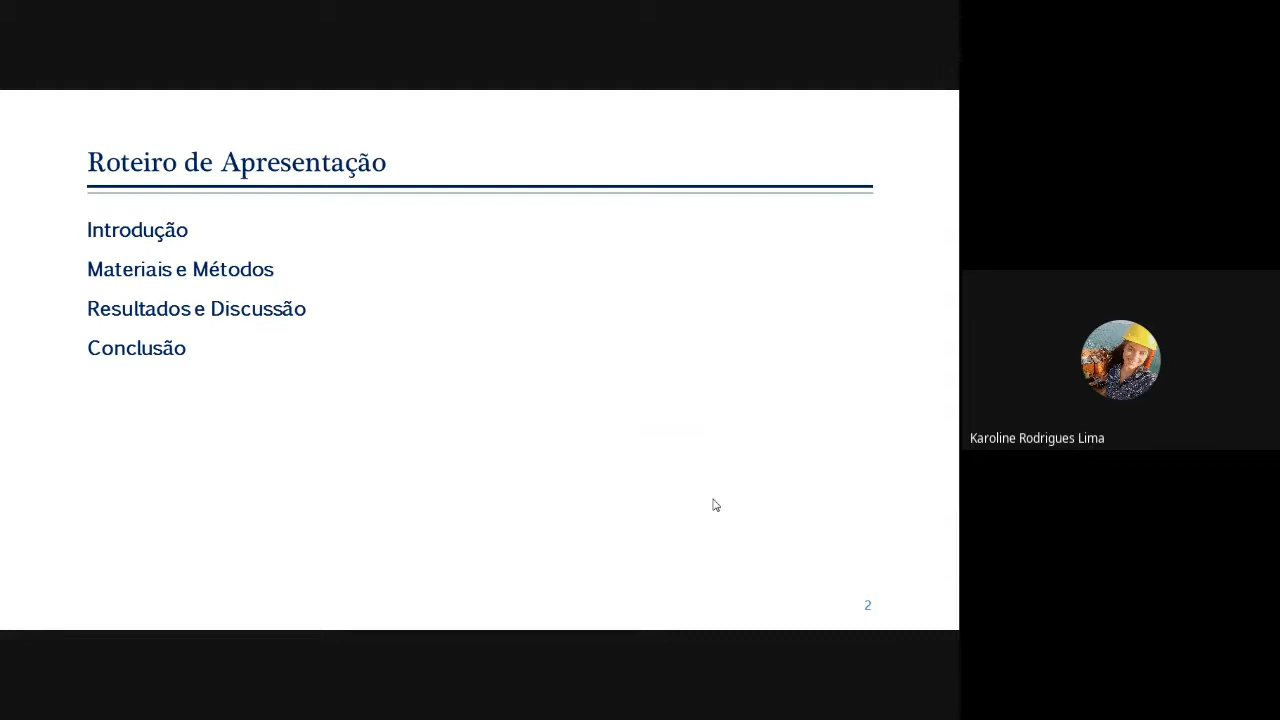 Roteiro de Apresentação
Introdução
Materiais e Métodos
Resultados e Discussão
Conclusão
2
Karoline Rodrigues Lima